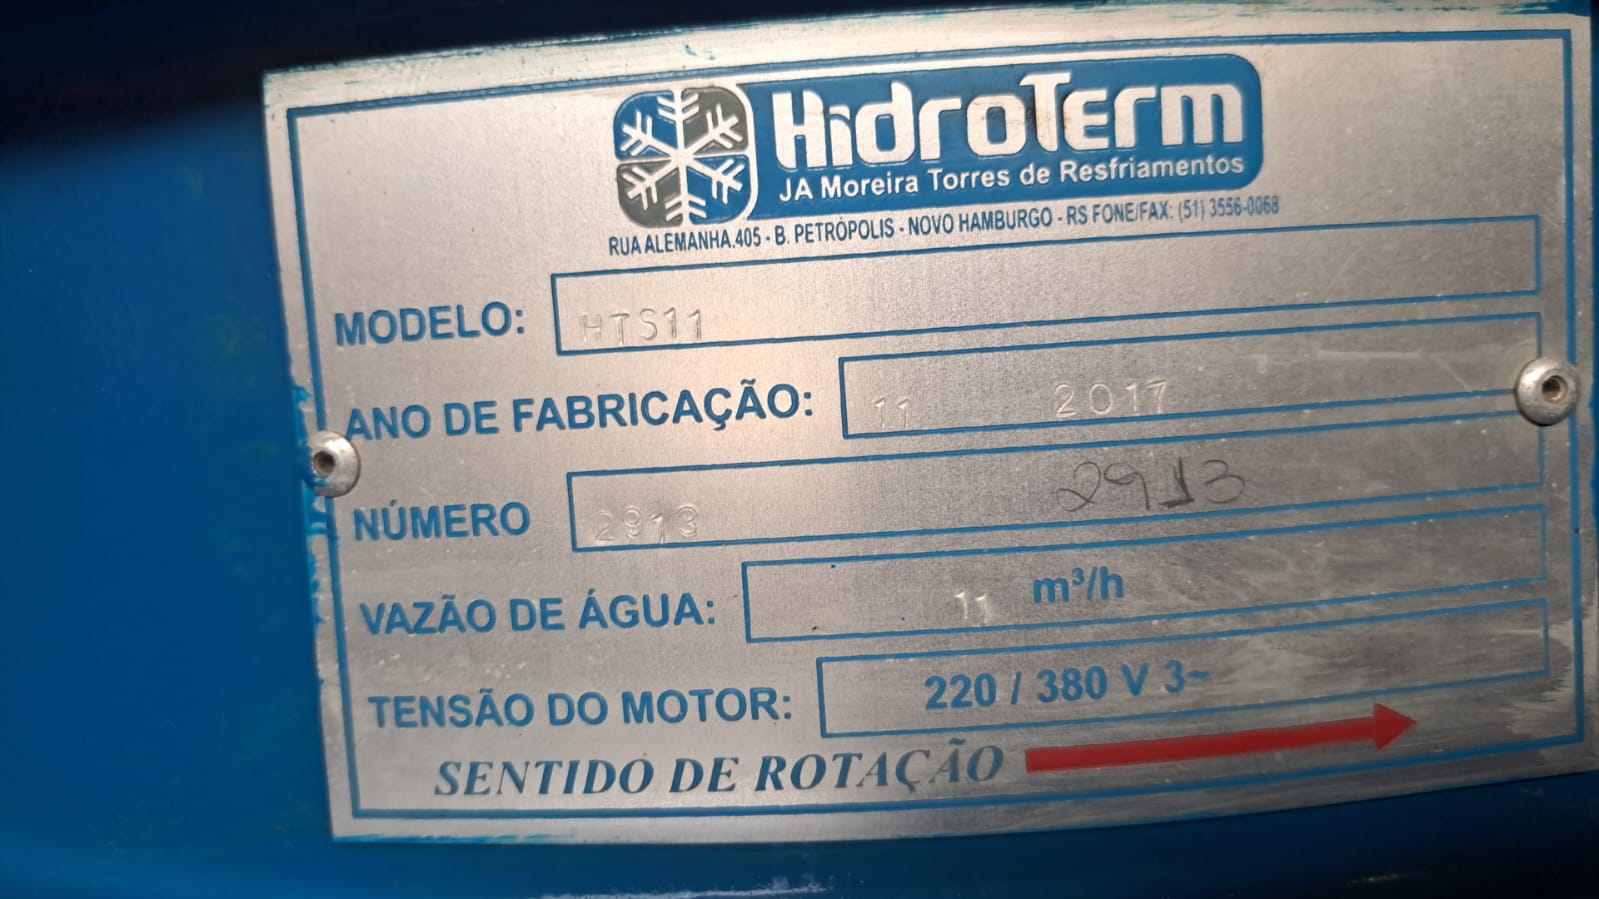 HidroTerm
JA Moreira Torres de Resfriamentos
RUA ALEMANHA,405 - B. PETRÓPOLIS - NOVO HAMBURGO - RS FONE/FAX: (51) 3556-0068
MODELO: HTS11
ANO DE FABRICAÇÃO: 11 2017
NÚMERO 2913 2913
VAZÃO DE ÁGUA: 11 m³/h
TENSÃO DO MOTOR: 220 / 380 V 3~
SENTIDO DE ROTAÇÃO